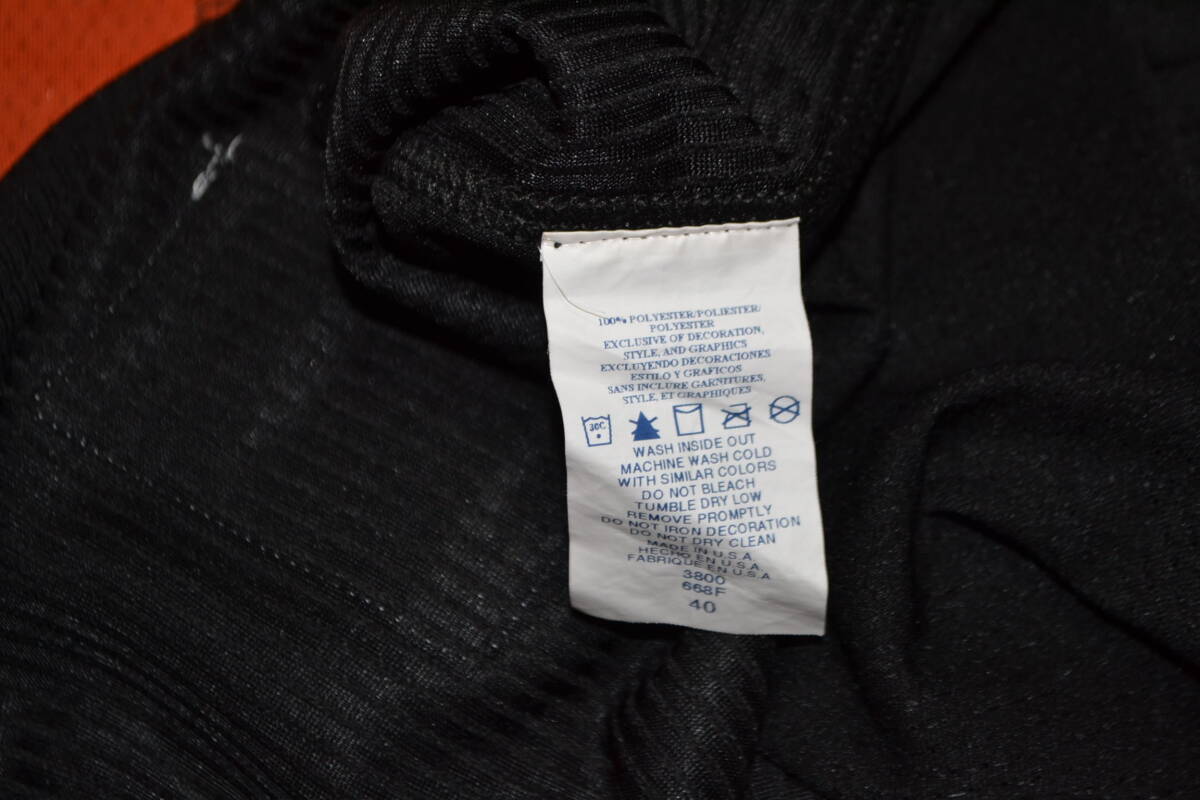 100% POLYESTER/POLIESTER/
POLYESTER
EXCLUSIVE OF DECORATION,
STYLE, AND GRAPHICS
EXCLUYENDO DECORACIONES
ESTILO Y GRAFICOS
SANS INCLURE GARNITURES,
STYLE, ET GRAPHIQUES
30C
WASH INSIDE OUT
MACHINE WASH COLD
WITH SIMILAR COLORS
DO NOT BLEACH
TUMBLE DRY LOW
REMOVE PROMPTLY
DO NOT IRON DECORATION
DO NOT DRY CLEAN
MADE IN U.S.A.
HECHO EN U.S.A.
FABRIQUE EN U.S.A
3800
668F
40